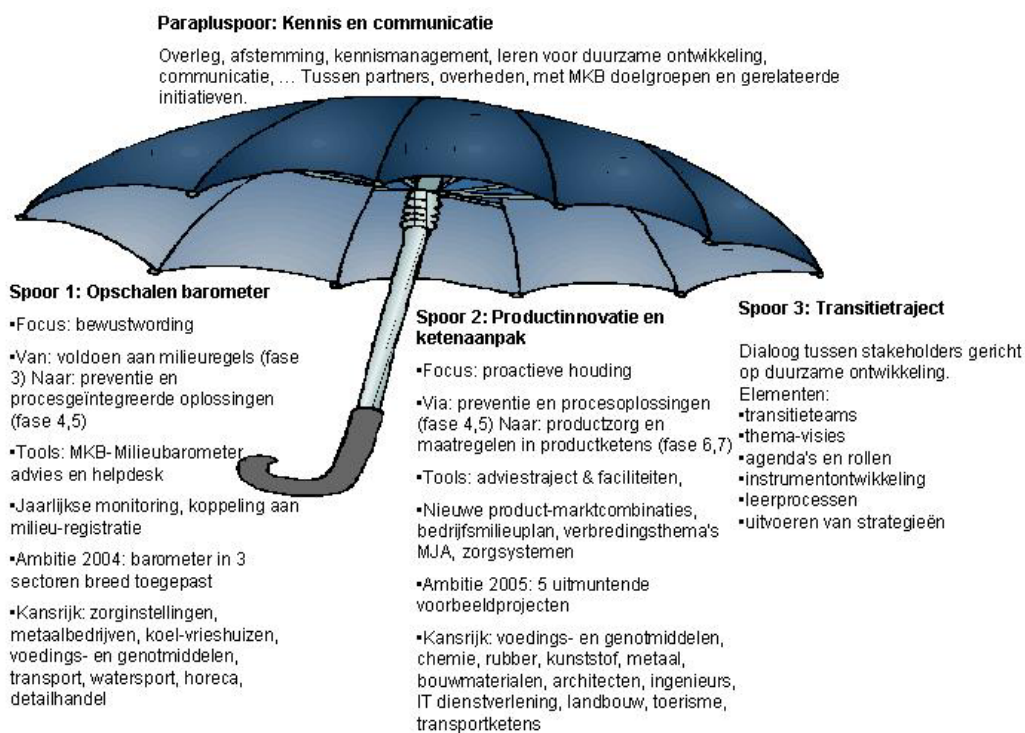 Parapluspoor: Kennis en communicatie
Overleg, afstemming, kennismanagement, leren voor duurzame ontwikkeling,
communicatie, ... Tussen partners, overheden, met MKB doelgroepen en gerelateerde
initiatieven.
Spoor 1: Opschalen barometer
▪Focus: bewustwording
▪Van: voldoen aan milieuregels (fase
3) Naar: preventie en
procesgeïntegreerde oplossingen
(fase 4,5)
▪Tools: MKB-Milieubarometer
advies en helpdesk
▪Jaarlijkse monitoring, koppeling aan
milieu-registratie
▪Ambitie 2004: barometer in 3
sectoren breed toegepast
▪Kansrijk: zorginstellingen,
metaalbedrijven, koel-vrieshuizen,
voedings- en genotmiddelen,
transport, watersport, horeca,
detailhandel
Spoor 2: Productinnovatie en
ketenaanpak
▪Focus: proactieve houding
▪Via: preventie en procesoplossingen
(fase 4,5) Naar: productzorg en
maatregelen in productketens (fase 6,7)
▪Tools: adviestraject & faciliteiten,
▪Nieuwe product-marktcombinaties,
bedrijfsmilieuplan, verbredingsthema's
MJA, zorgsystemen
▪Ambitie 2005: 5 uitmuntende
voorbeeldprojecten
▪Kansrijk: voedings- en genotmiddelen,
chemie, rubber, kunststof, metaal,
bouwmaterialen, architecten, ingenieurs,
IT dienstverlening, landbouw, toerisme,
transportketens
Spoor 3: Transitietraject
Dialoog tussen stakeholders gericht
op duurzame ontwikkeling.
Elementen:
▪transitieteams
▪thema-visies
▪agenda's en rollen
▪instrumentontwikkeling
▪leerprocessen
▪uitvoeren van strategieën